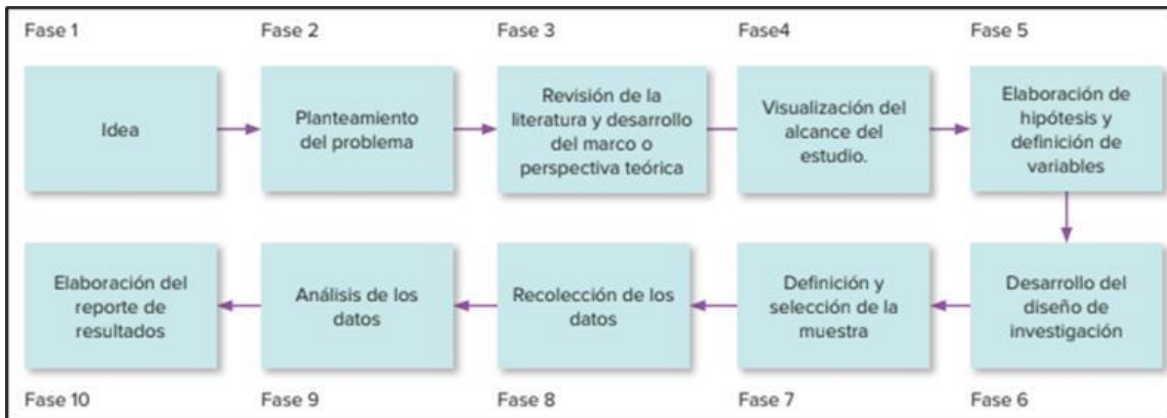 Fase 1
Fase 2
Fase 3
Fase4
Fase 5
Idea
Planteamiento
del problema
Revisión de la
literatura y desarrollo
del marco o
perspectiva teórica
Visualización del
alcance del
estudio.
Elaboración de
hipótesis y
definición de
variables
Elaboración del
reporte de
resultados
Análisis de los
datos
Recolección de los
datos
Definición y
selección de la
muestra
Desarrollo del
diseño de
investigación
Fase 10
Fase 9
Fase 8
Fase 7
Fase 6